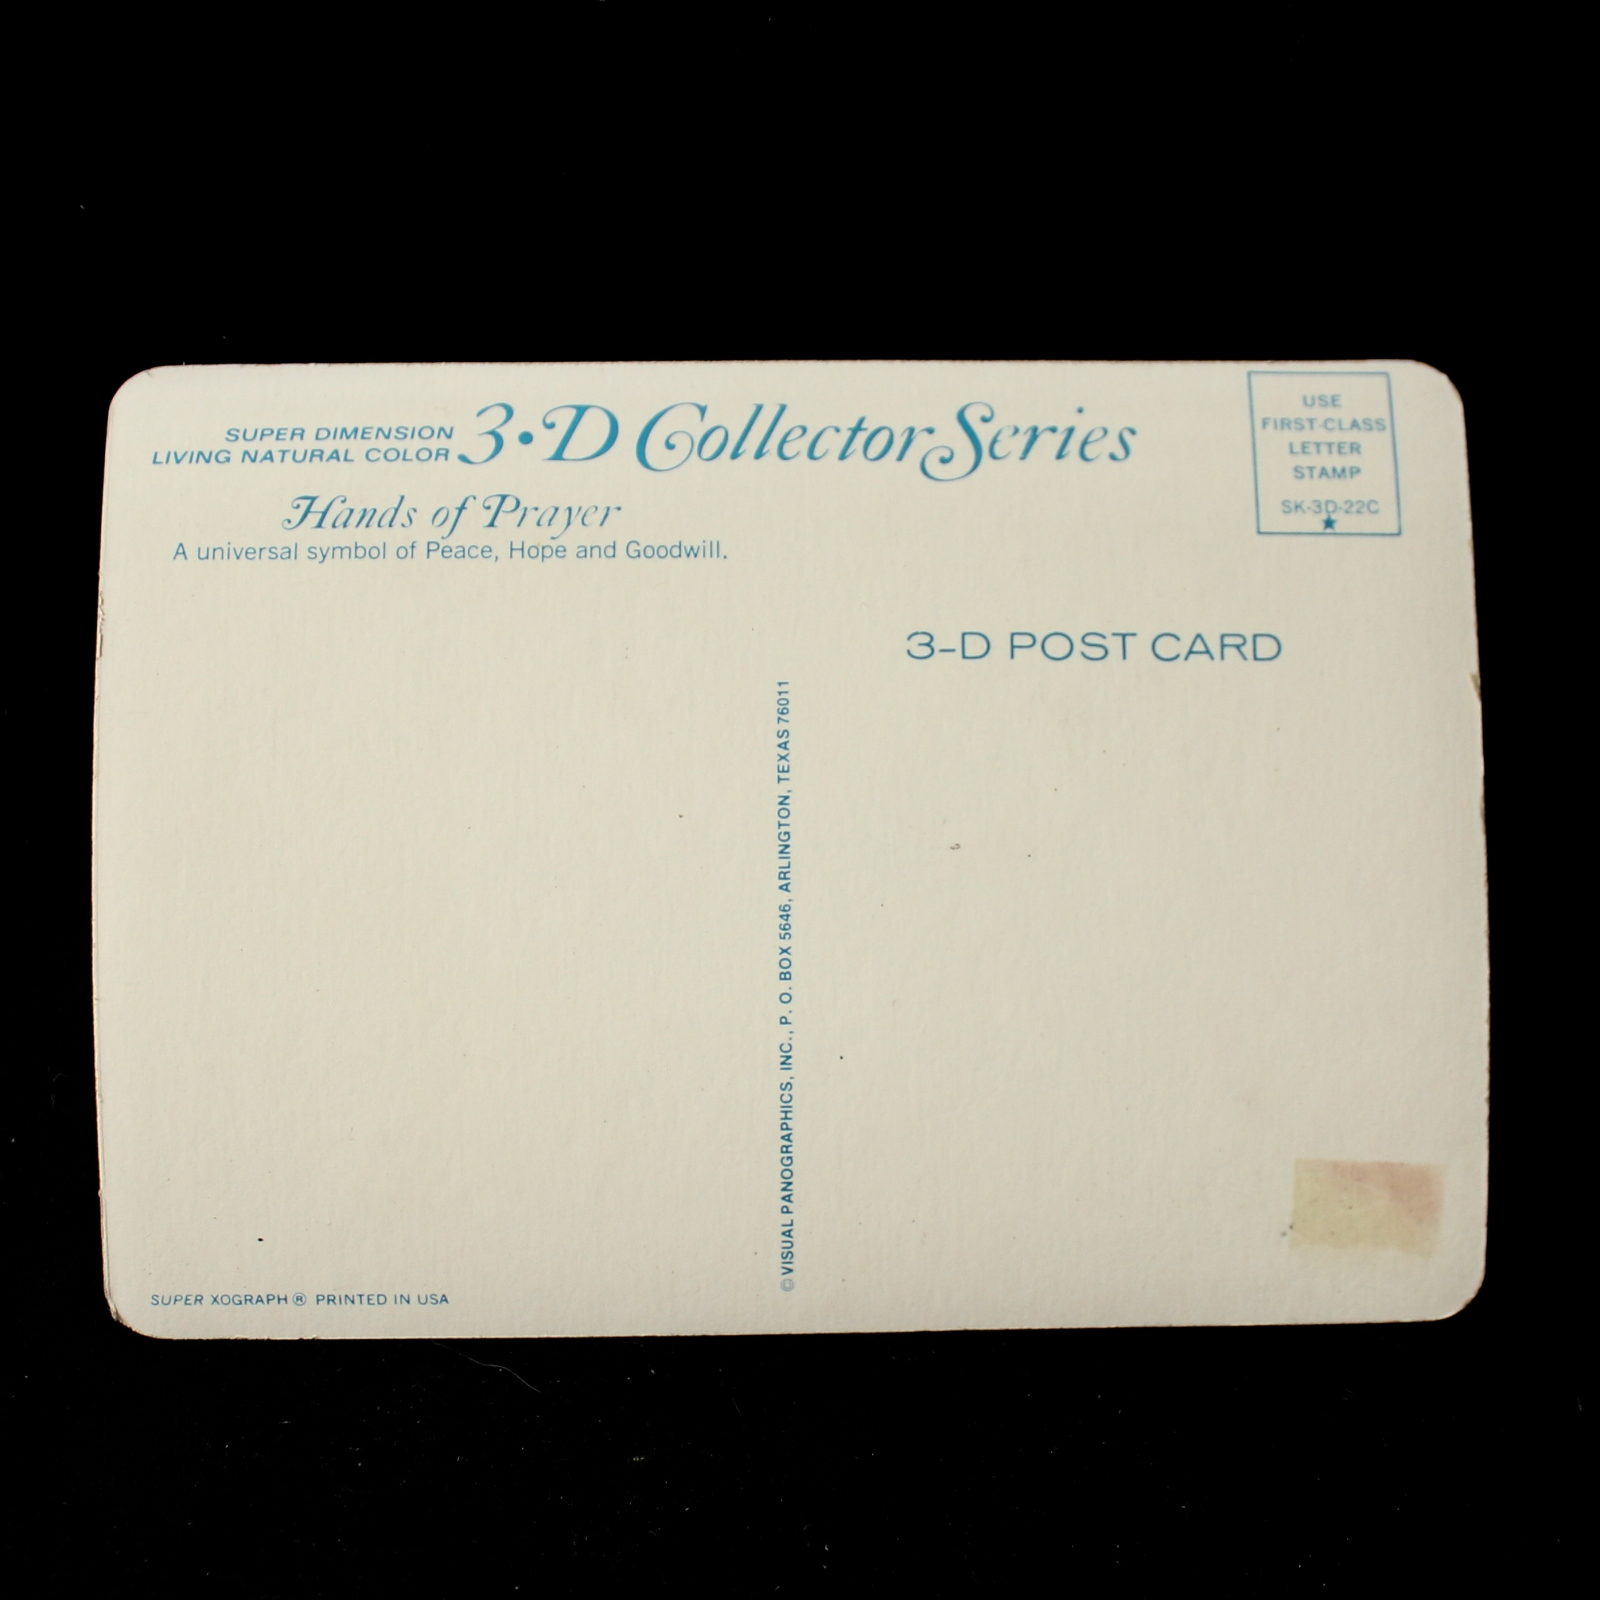 SUPER DIMENSION
LIVING NATURAL COLOR
3•D Collector Series
Hands of Prayer
A universal symbol of Peace, Hope and Goodwill.
USE
FIRST-CLASS
LETTER
STAMP
SK-3D-22C
★
3-D POST CARD
© VISUAL PANOGRAPHICS, INC., P. O. BOX 5646, ARLINGTON, TEXAS 76011
SUPER XOGRAPH® PRINTED IN USA